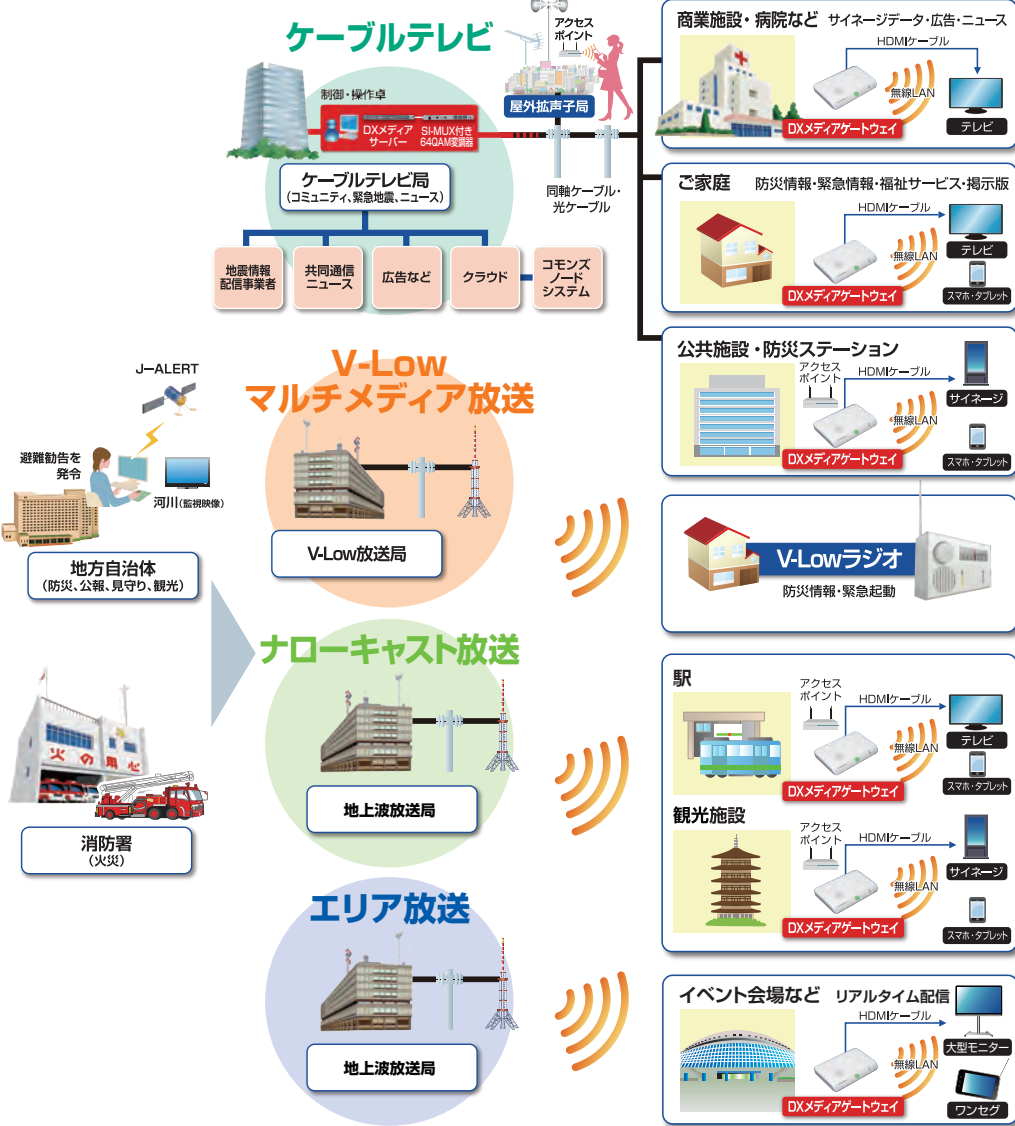 ケーブルテレビ
アクセス
ポイント
屋外拡声子局
制御・操作卓
DXメディア
サーバー
SI-MUX付き
64QAM変調器
ケーブルテレビ局
(コミュニティ、緊急地震、ニュース)
同軸ケーブル・
光ケーブル
地震情報
配信事業者
共同通信
ニュース
広告など
クラウド
コモンズ
ノード
システム
商業施設・病院など サイネージデータ・広告・ニュース
HDMIケーブル
無線LAN
DXメディアゲートウェイ
テレビ
ご家庭 防災情報・緊急情報・福祉サービス・掲示版
HDMIケーブル
テレビ
無線LAN
DXメディアゲートウェイ
スマホ・タブレット
公共施設・防災ステーション
アクセス
ポイント
HDMIケーブル
サイネージ
無線LAN
DXメディアゲートウェイ
スマホ・タブレット
J-ALERT
避難勧告を
発令
河川(監視映像)
地方自治体
(防災、公報、見守り、観光)
火の用心
消防署
(火災)
V-Low
マルチメディア放送
V-Low放送局
V-Lowラジオ
防災情報・緊急起動
ナローキャスト放送
地上波放送局
駅
アクセス
ポイント
HDMIケーブル
テレビ
無線LAN
DXメディアゲートウェイ
スマホ・タブレット
観光施設
アクセス
ポイント
HDMIケーブル
サイネージ
無線LAN
DXメディアゲートウェイ
スマホ・タブレット
エリア放送
地上波放送局
イベント会場など リアルタイム配信
HDMIケーブル
大型モニター
無線LAN
DXメディアゲートウェイ
ワンセグ